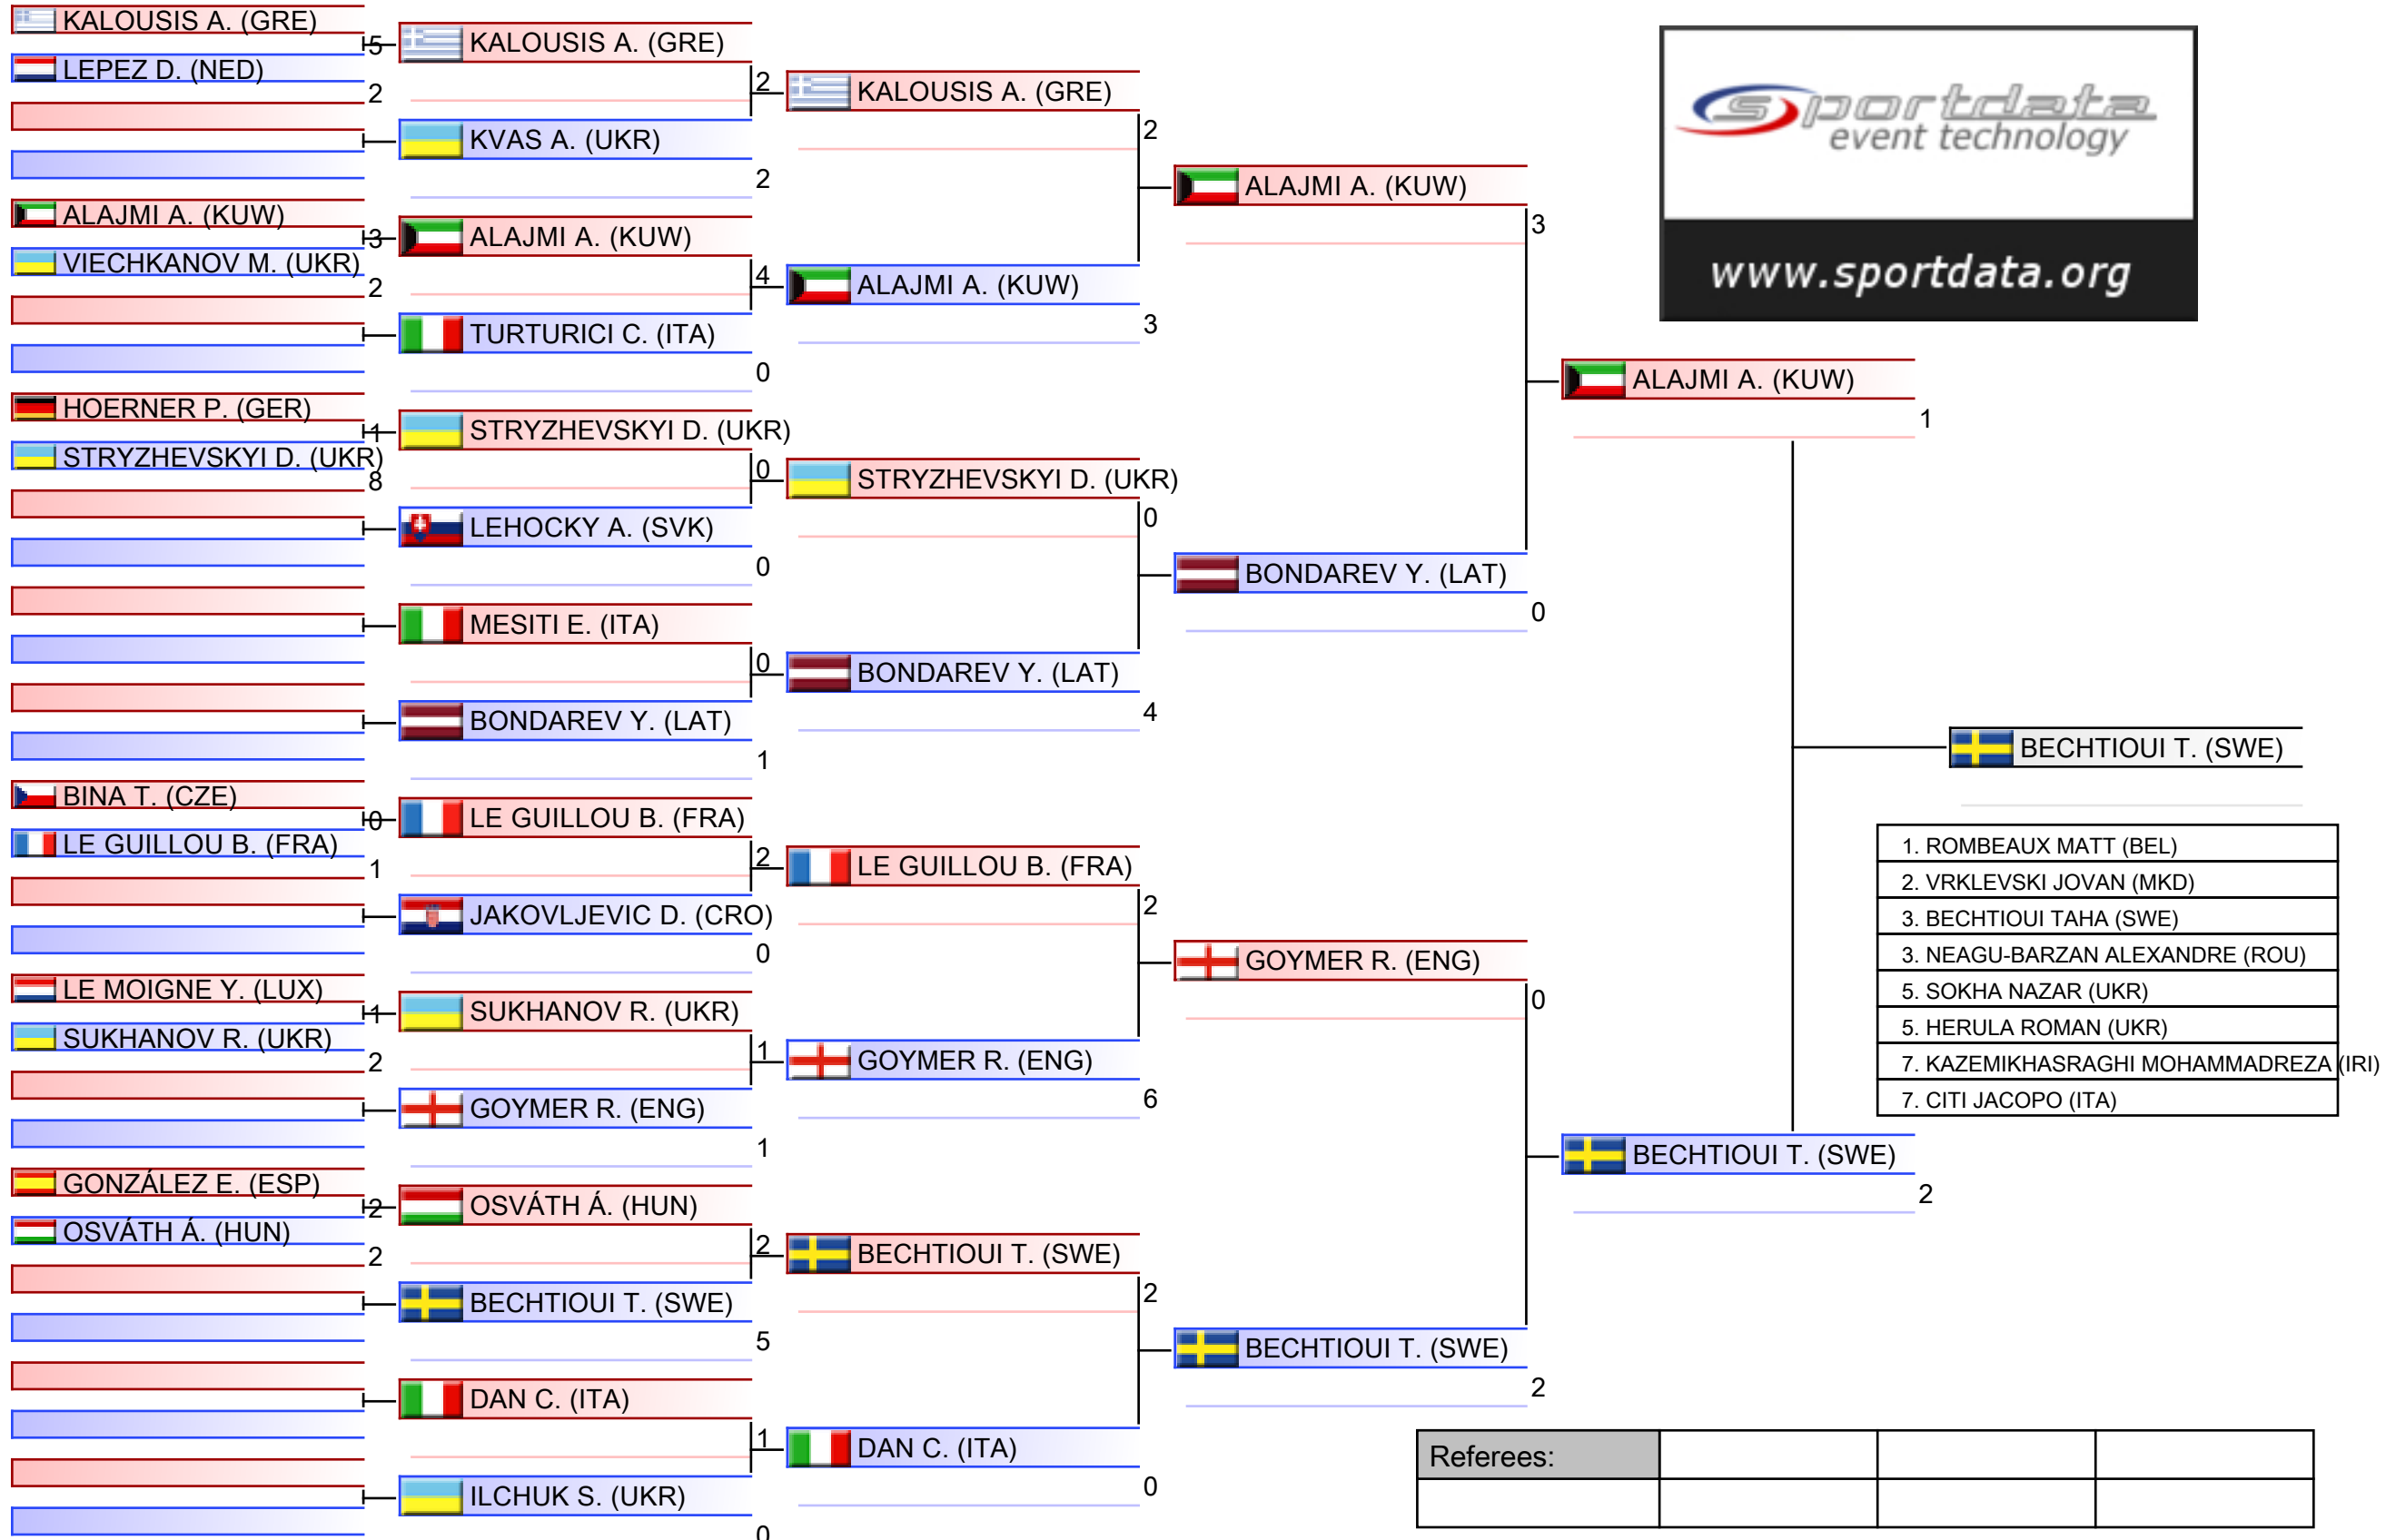 KALOUSIS A. (GRE)
5
LEPEZ D. (NED)
2
ALAJMI A. (KUW)
3
VIECHKANOV M. (UKR)
2
HOERNER P. (GER)
1
STRYZHEVSKYI D. (UKR)
8
BINA T. (CZE)
0
LE GUILLOU B. (FRA)
1
LE MOIGNE Y. (LUX)
1
SUKHANOV R. (UKR)
2
GONZÁLEZ E. (ESP)
2
OSVÁTH Á. (HUN)
2
KALOUSIS A. (GRE)
2
KVAS A. (UKR)
2
ALAJMI A. (KUW)
4
TURTURICI C. (ITA)
0
STRYZHEVSKYI D. (UKR)
0
LEHOCKY A. (SVK)
0
MESITI E. (ITA)
0
BONDAREV Y. (LAT)
1
LE GUILLOU B. (FRA)
2
JAKOVLJEVIC D. (CRO)
0
SUKHANOV R. (UKR)
1
GOYMER R. (ENG)
1
OSVÁTH Á. (HUN)
2
BECHTIOUI T. (SWE)
5
DAN C. (ITA)
1
ILCHUK S. (UKR)
0
KALOUSIS A. (GRE)
2
ALAJMI A. (KUW)
3
STRYZHEVSKYI D. (UKR)
0
BONDAREV Y. (LAT)
4
LE GUILLOU B. (FRA)
2
GOYMER R. (ENG)
6
BECHTIOUI T. (SWE)
2
DAN C. (ITA)
0
ALAJMI A. (KUW)
3
BONDAREV Y. (LAT)
0
GOYMER R. (ENG)
0
BECHTIOUI T. (SWE)
2
ALAJMI A. (KUW)
1
BECHTIOUI T. (SWE)
2
BECHTIOUI T. (SWE)
sportdata
event technology
www.sportdata.org
1. ROMBEAUX MATT (BEL)
2. VRKLEVSKI JOVAN (MKD)
3. BECHTIOUI TAHA (SWE)
3. NEAGU-BARZAN ALEXANDRE (ROU)
5. SOKHA NAZAR (UKR)
5. HERULA ROMAN (UKR)
7. KAZEMIKHASRAGHI MOHAMMADREZA (IRI)
7. CITI JACOPO (ITA)
Referees: